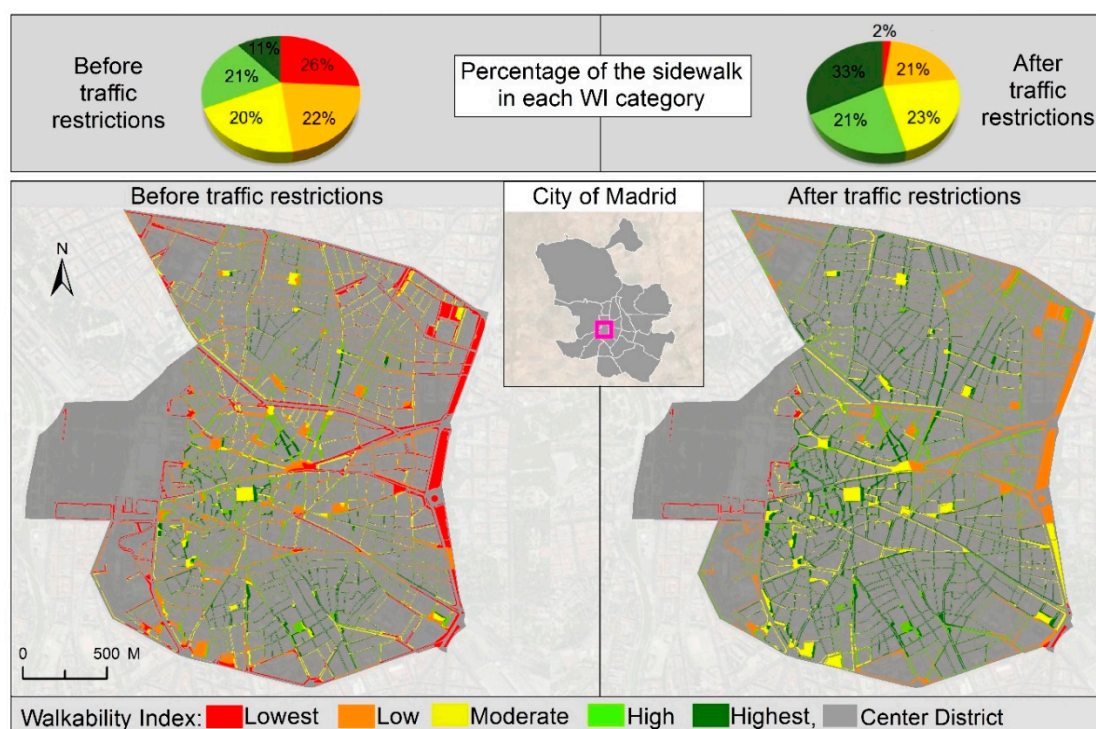 Before
traffic
restrictions
11%
26%
21%
20%
22%
Percentage of the sidewalk
in each WI category
2%
33%
21%
21%
23%
After
traffic
restrictions
Before traffic restrictions
City of Madrid
After traffic restrictions
N
0 500 M
Walkability Index: Lowest Low Moderate High Highest, Center District